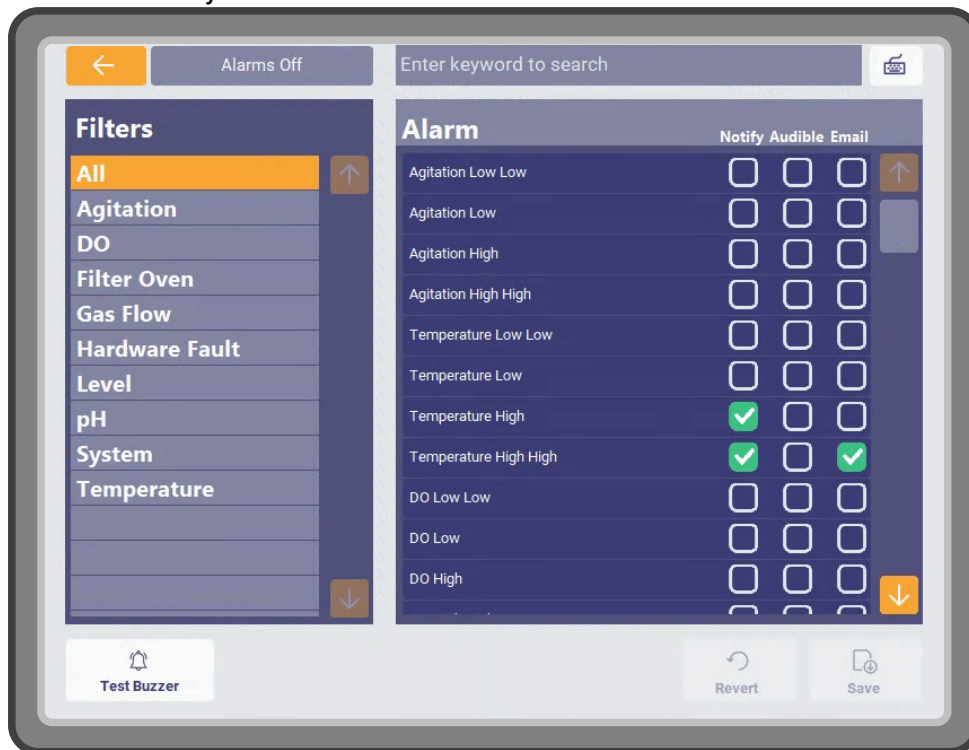 Alarms Off
Enter keyword to search
Filters
All
Agitation
DO
Filter Oven
Gas Flow
Hardware Fault
Level
pH
System
Temperature
Alarm
Notify Audible Email
Agitation Low Low
Agitation Low
Agitation High
Agitation High High
Temperature Low Low
Temperature Low
Temperature High
Temperature High High
DO Low Low
DO Low
DO High
Test Buzzer
Revert
Save